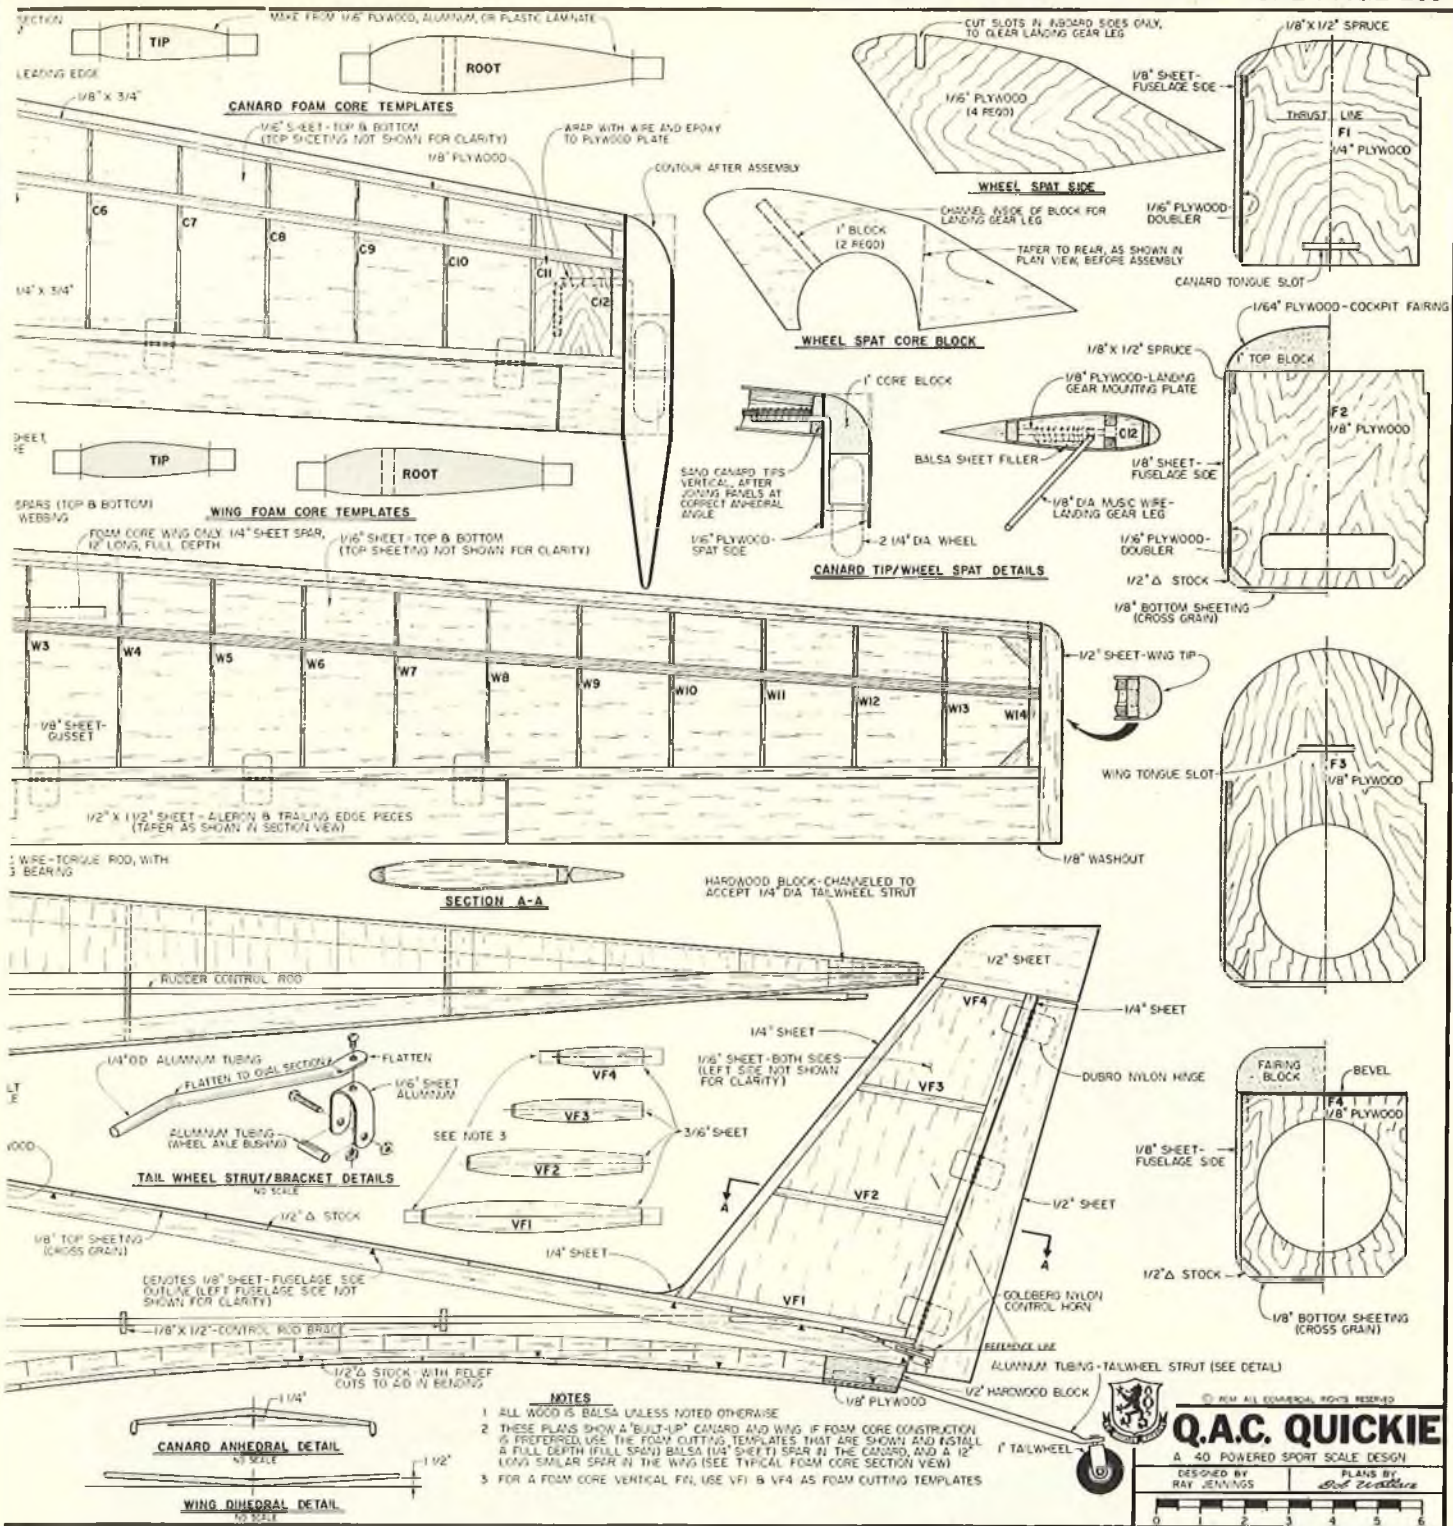 SECTION
TIP
MAKE FROM 1/16" PLYWOOD, ALUMINUM, OR PLASTIC LAMINATE
ROOT
LEADING EDGE
CANARD FOAM CORE TEMPLATES
1/8" X 3/4"
1/16" SHEET-TOP & BOTTOM
(TOP SHEETING NOT SHOWN FOR CLARITY)
WRAP WITH WIRE AND EPOXY
TO PLYWOOD PLATE
1/8" PLYWOOD
CONTOUR AFTER ASSEMBLY
C6
C7
C8
C9
C10
C11
C12
1/4" X 3/4"
CUT SLOTS IN INBOARD SIDES ONLY,
TO CLEAR LANDING GEAR LEG
1/16" PLYWOOD
(4 REQD)
WHEEL SPAT SIDE
CHANNEL INSIDE OF BLOCK FOR
LANDING GEAR LEG
1" BLOCK
(2 REQD)
TAPER TO REAR, AS SHOWN IN
PLAN VIEW, BEFORE ASSEMBLY
WHEEL SPAT CORE BLOCK
1/8" X 1/2" SPRUCE
1/8" SHEET-
FUSELAGE SIDE
THRUST LINE
F1
1/4" PLYWOOD
1/16" PLYWOOD-
DOUBLER
CANARD TONGUE SLOT
1/64" PLYWOOD-COCKPIT FAIRING
1/8" X 1/2" SPRUCE
1" TOP BLOCK
F2
1/8" PLYWOOD
1/8" SHEET-
FUSELAGE SIDE
1/16" PLYWOOD-
DOUBLER
1/2" Δ STOCK
1/8" BOTTOM SHEETING
(CROSS GRAIN)
1" CORE BLOCK
1/8" PLYWOOD-LANDING
GEAR MOUNTING PLATE
C12
BALSA SHEET FILLER
1/8" DIA. MUSIC WIRE-
LANDING GEAR LEG
SAND CANARD TIPS
VERTICAL, AFTER
JOINING PANELS AT
CORRECT ANHEDRAL
ANGLE
1/16" PLYWOOD-
SPAT SIDE
2 1/4" DIA. WHEEL
CANARD TIP/WHEEL SPAT DETAILS
SHEET,
TIP
ROOT
SPARS (TOP & BOTTOM)
WEBBING
WING FOAM CORE TEMPLATES
FOAM CORE WING ONLY 1/4" SHEET SPAR,
12" LONG, FULL DEPTH
1/16" SHEET-TOP & BOTTOM
(TOP SHEETING NOT SHOWN FOR CLARITY)
W3
W4
W5
W6
W7
W8
W9
W10
W11
W12
W13
W14
1/2" SHEET-WING TIP
1/8" SHEET-
GUSSET
1/2" X 1 1/2" SHEET-AILERON & TRAILING EDGE PIECES
(TAPER AS SHOWN IN SECTION VIEW)
1/8" WASHOUT
WING TONGUE SLOT
F3
1/8" PLYWOOD
WIRE-TORQUE ROD, WITH
BEARING
SECTION A-A
HARDWOOD BLOCK-CHANNELED TO
ACCEPT 1/4" DIA TAILWHEEL STRUT
RUDDER CONTROL ROD
1/4" O.D. ALUMINUM TUBING
FLATTEN TO OVAL SECTION
FLATTEN
1/16" SHEET
ALUMINUM
ALUMINUM TUBING
(WHEEL AXLE BUSHING)
TAIL WHEEL STRUT/BRACKET DETAILS
NO SCALE
VF4
VF3
VF2
VF1
SEE NOTE 3
3/16" SHEET
1/2" SHEET
VF4
1/4" SHEET
1/4" SHEET
1/16" SHEET-BOTH SIDES
(LEFT SIDE NOT SHOWN
FOR CLARITY)
DUBRO NYLON HINGE
VF3
VF2
A
1/2" SHEET
A
1/4" SHEET
VF1
GOLDBERG NYLON
CONTROL HORN
REFERENCE LINE
FAIRING
BLOCK
BEVEL
F4
1/8" PLYWOOD
1/8" SHEET-
FUSELAGE SIDE
1/2" Δ STOCK
1/8" BOTTOM SHEETING
(CROSS GRAIN)
1/2" Δ STOCK
1/8" TOP SHEETING
(CROSS GRAIN)
DENOTES 1/8" SHEET-FUSELAGE SIDE
OUTLINE (LEFT FUSELAGE SIDE NOT
SHOWN FOR CLARITY)
1/8" X 1/2"-CONTROL ROD BRACE
1/2" Δ STOCK-WITH RELIEF
CUTS TO AID IN BENDING
1/8" PLYWOOD
1/2" HARDWOOD BLOCK
ALUMINUM TUBING-TAILWHEEL STRUT (SEE DETAIL)
1" TAILWHEEL
1 1/4"
CANARD ANHEDRAL DETAIL
NO SCALE
1 1/2"
WING DIHEDRAL DETAIL
NO SCALE
NOTES
1 ALL WOOD IS BALSA UNLESS NOTED OTHERWISE
2 THESE PLANS SHOW A "BUILT-UP" CANARD AND WING. IF FOAM CORE CONSTRUCTION
IS PREFERRED, USE THE FOAM CUTTING TEMPLATES THAT ARE SHOWN AND INSTALL
A FULL DEPTH (FULL SPAN) BALSA (1/4" SHEET) SPAR IN THE CANARD, AND A 12"
LONG SIMILAR SPAR IN THE WING (SEE TYPICAL FOAM CORE SECTION VIEW)
3 FOR A FOAM CORE VERTICAL FIN, USE VF1 & VF4 AS FOAM CUTTING TEMPLATES
© RCM ALL COMMERCIAL RIGHTS RESERVED
Q.A.C. QUICKIE
A .40 POWERED SPORT SCALE DESIGN
DESIGNED BY
RAY JENNINGS
PLANS BY
Bob Wallace
0 1 2 3 4 5 6